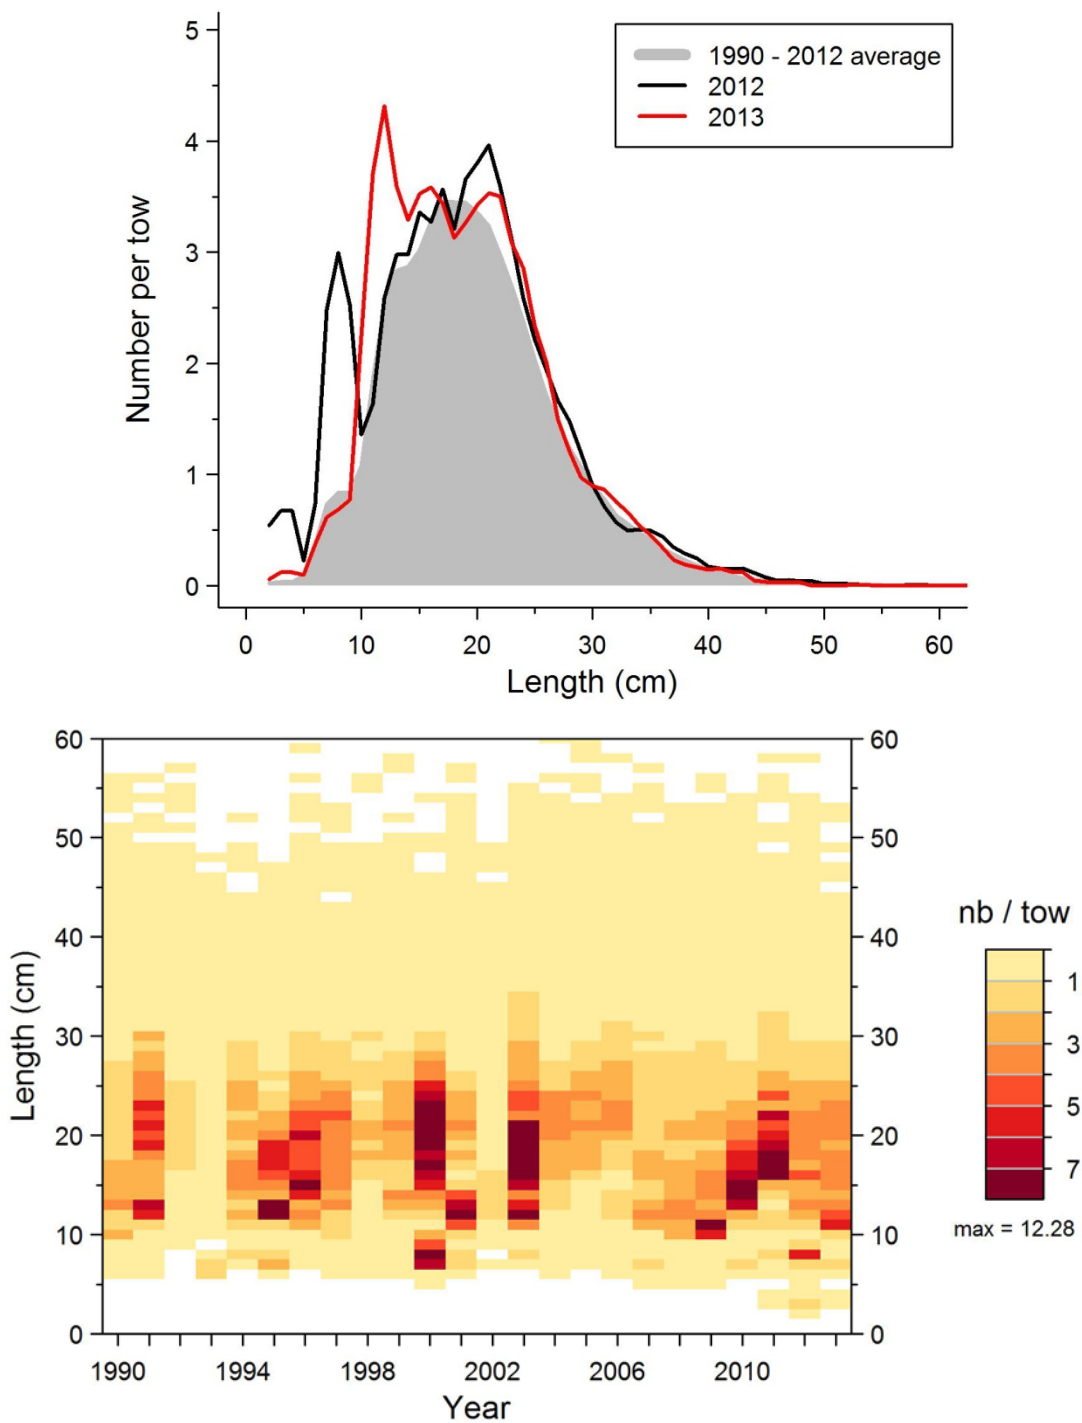 5
4
3
2
1
0
Number per tow
1990 - 2012 average
2012
2013
0 10 20 30 40 50 60
Length (cm)
60 60
50 50
40 40
30 30
20 20
10 10
0 0
Length (cm)
1990 1994 1998 2002 2006 2010
Year
nb / tow
1
3
5
7
max = 12.28